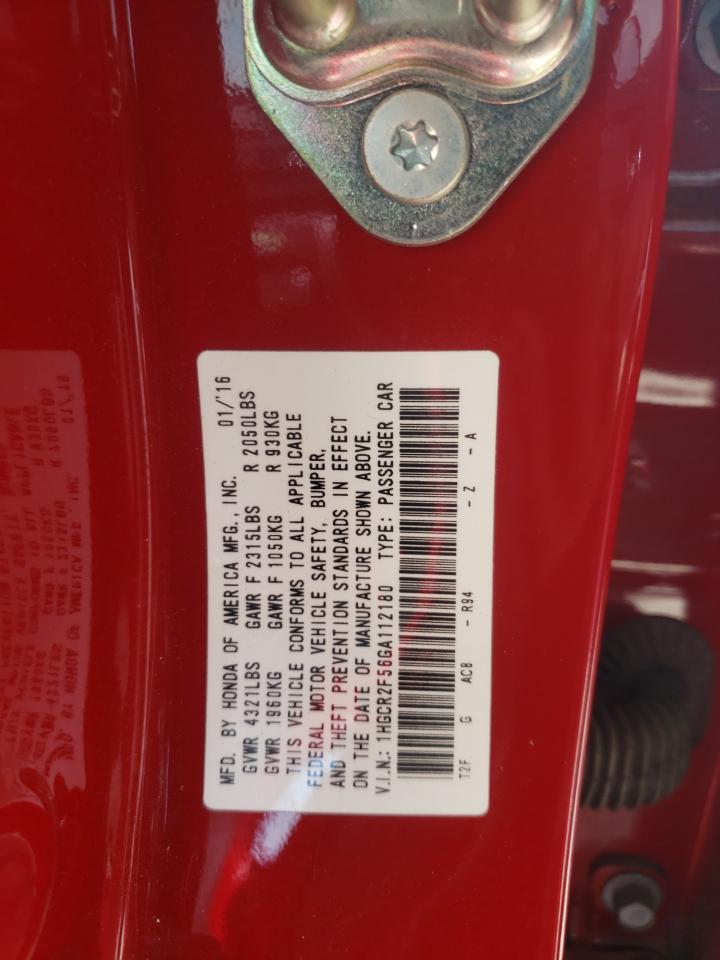 MFD. BY HONDA OF AMERICA MFG., INC. 01/'16
GVWR 4321LBS GAWR F 2315LBS R 2050LBS
GVWR 1960KG GAWR F 1050KG R 930KG
THIS VEHICLE CONFORMS TO ALL APPLICABLE
FEDERAL MOTOR VEHICLE SAFETY, BUMPER,
AND THEFT PREVENTION STANDARDS IN EFFECT
ON THE DATE OF MANUFACTURE SHOWN ABOVE.
V.I.N.: 1HGCR2F56GA112180 TYPE: PASSENGER CAR
T2F G AC8 - R94 - Z - A